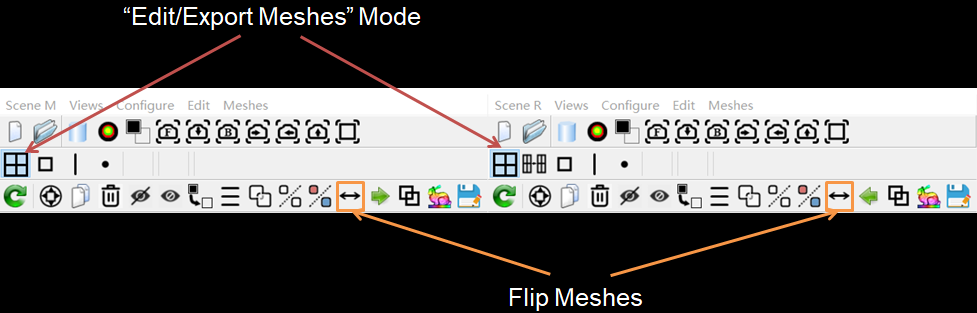 “Edit/Export Meshes” Mode
Scene M Views Configure Edit Meshes
Scene R Views Configure Edit Meshes
F B
F B
Flip Meshes